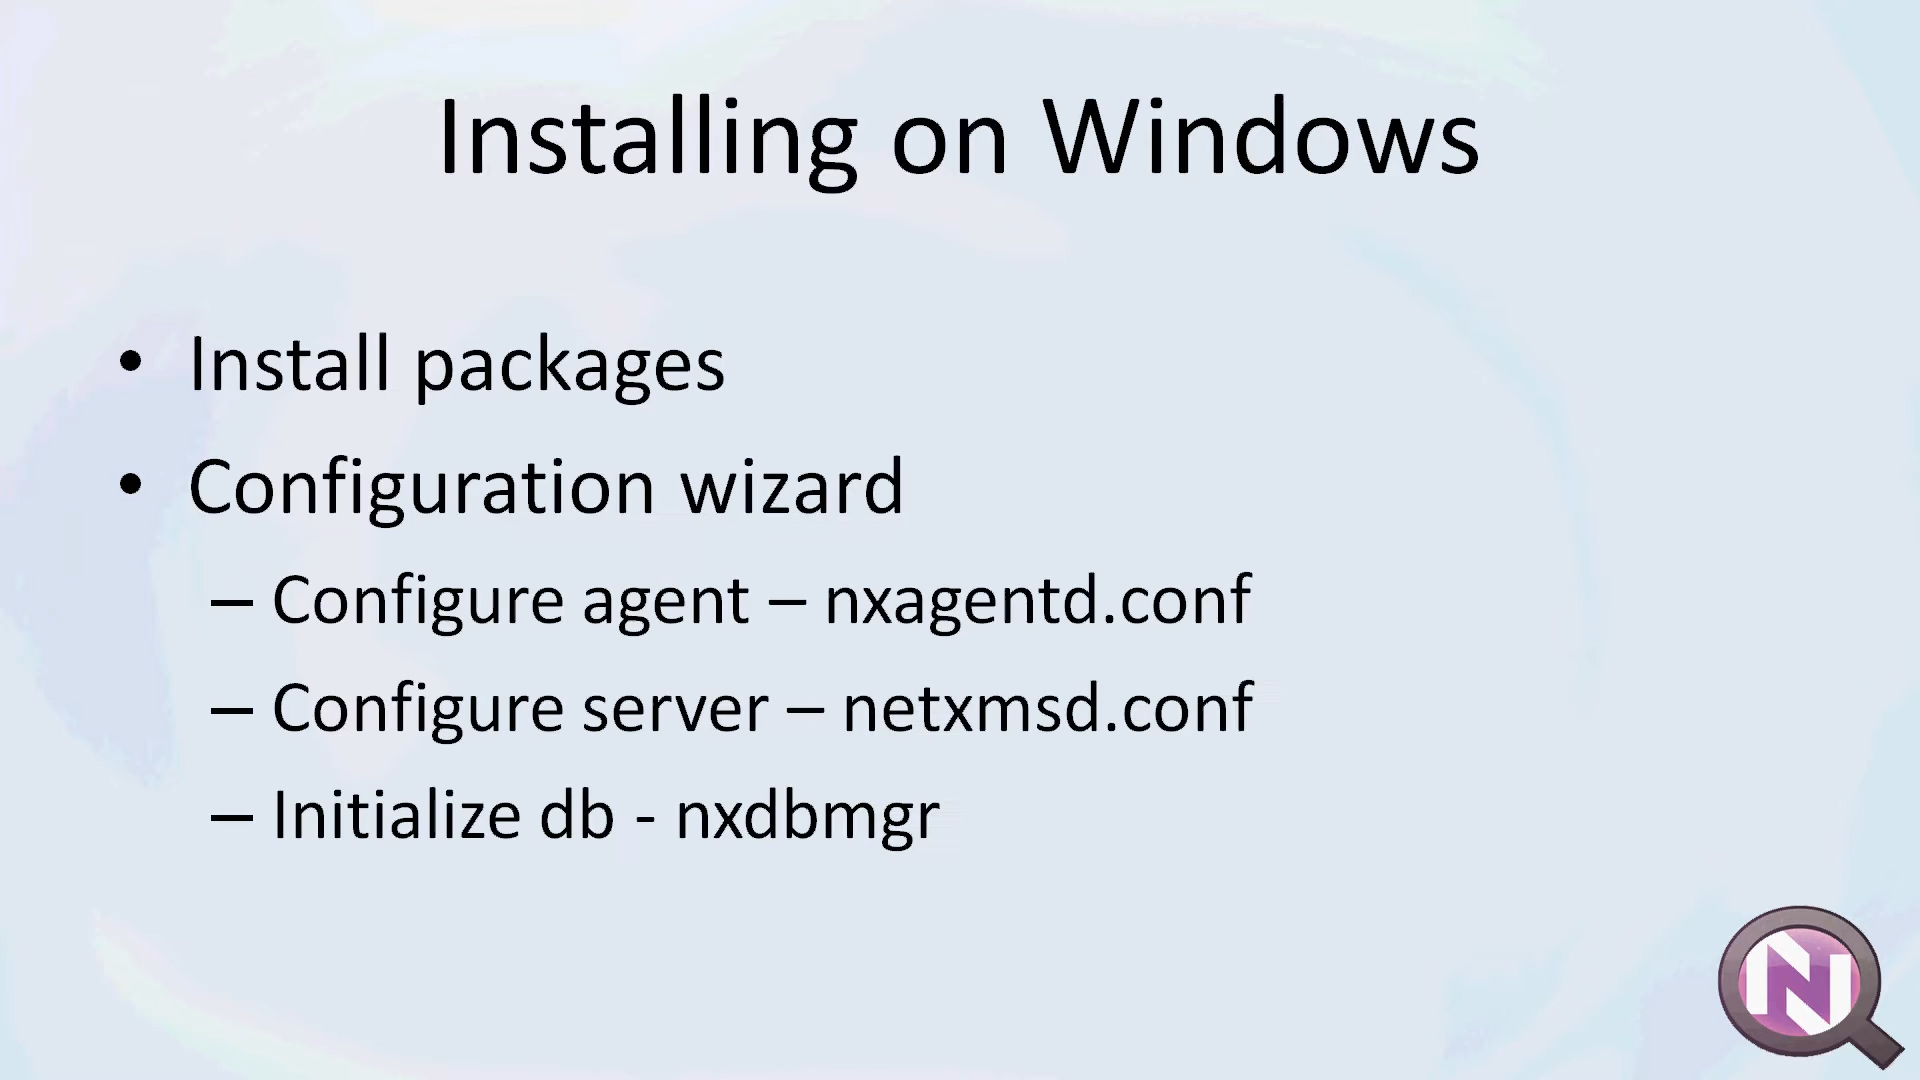 Installing on Windows
• Install packages
• Configuration wizard
– Configure agent – nxagentd.conf
– Configure server – netxmsd.conf
– Initialize db - nxdbmgr
N